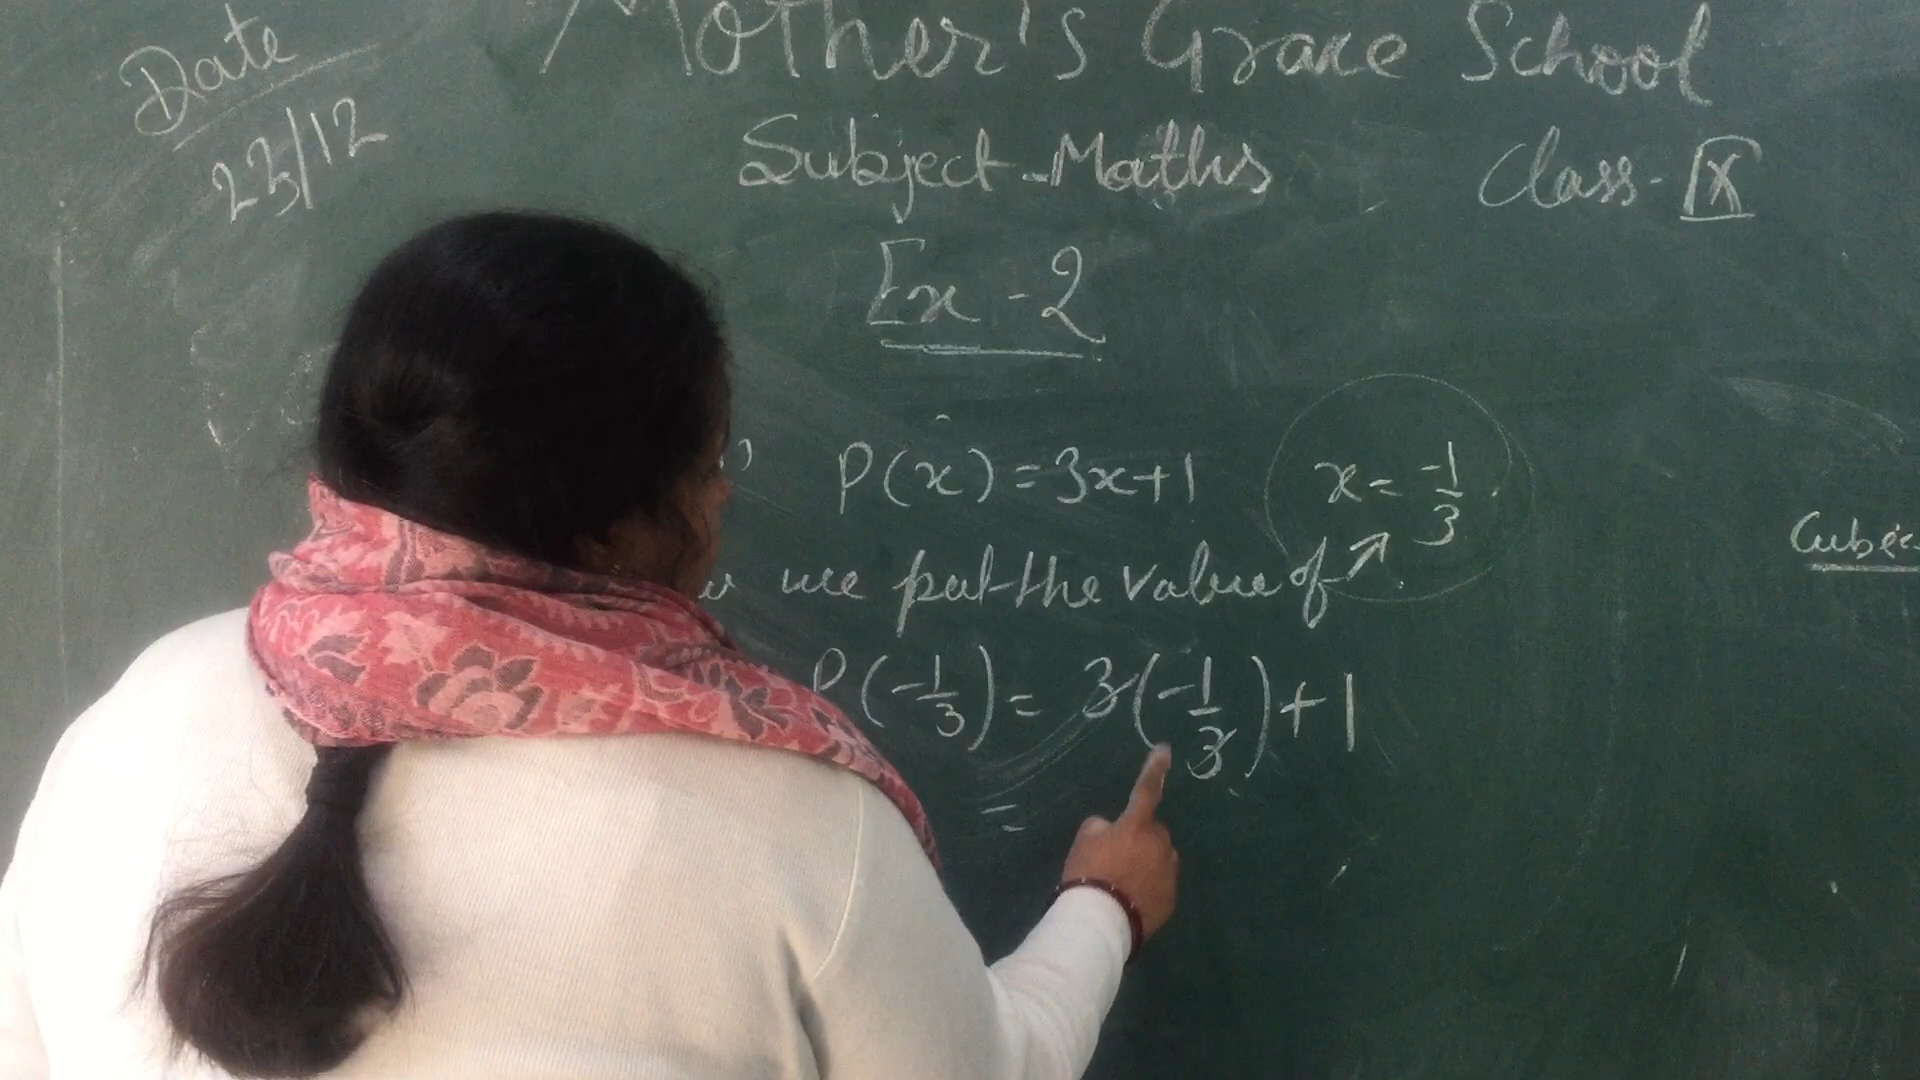 Date
23/12
Mother's Grace School
Subject-Maths
Class-IX
Ex-2
P(x)=3x+1 x=-1/3
we put the value of ↗
P(-1/3)= 3(-1/3)+1
=